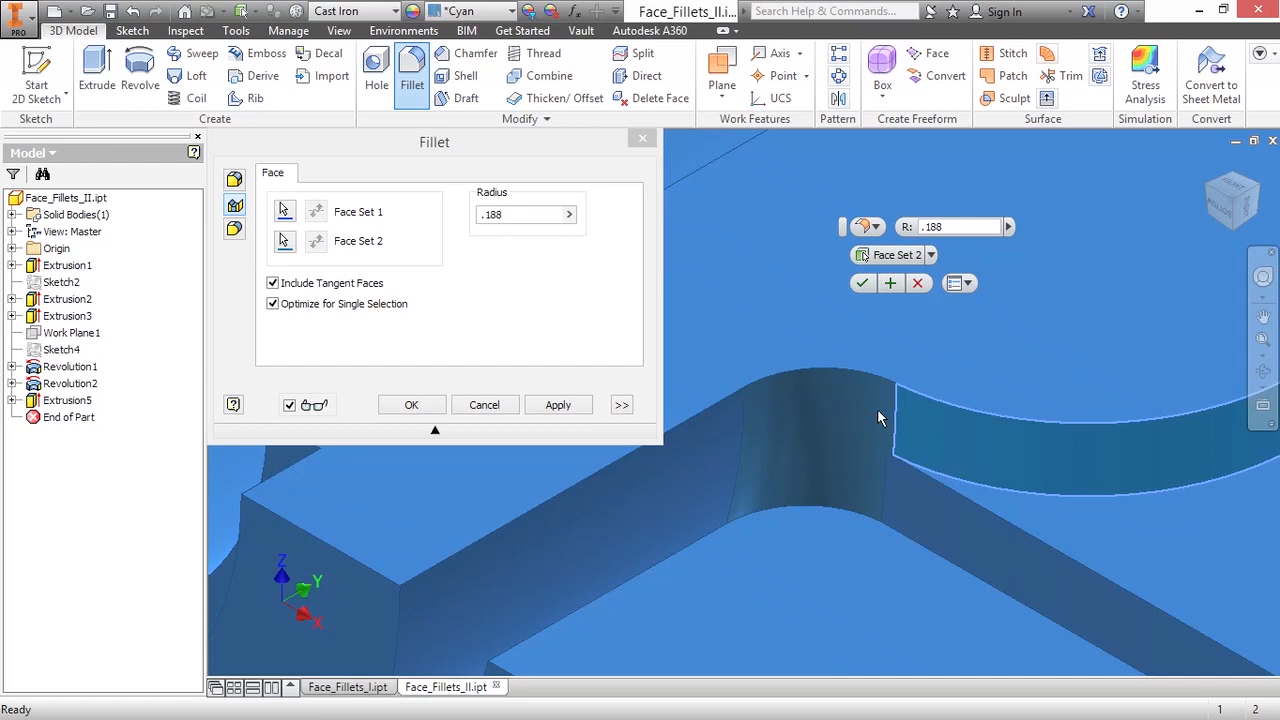 Cast Iron
*Cyan
Face_Fillets_II.i...
Search Help & Commands...
Sign In
PRO
3D Model
Sketch
Inspect
Tools
Manage
View
Environments
BIM
Get Started
Vault
Autodesk A360
Start
2D Sketch
Extrude
Revolve
Sweep
Loft
Coil
Emboss
Derive
Rib
Decal
Import
Hole
Fillet
Chamfer
Shell
Draft
Thread
Combine
Thicken/ Offset
Split
Direct
Delete Face
Plane
Axis
Point
UCS
Box
Face
Convert
Stitch
Patch
Sculpt
Trim
Stress
Analysis
Convert to
Sheet Metal
Sketch
Create
Modify
Work Features
Pattern
Create Freeform
Surface
Simulation
Convert
Model
Face_Fillets_II.ipt
Solid Bodies(1)
View: Master
Origin
Extrusion1
Sketch2
Extrusion2
Extrusion3
Work Plane1
Sketch4
Revolution1
Revolution2
Extrusion5
End of Part
Fillet
Face
Face Set 1
Face Set 2
Radius
.188
Include Tangent Faces
Optimize for Single Selection
OK
Cancel
Apply
>>
R: .188
Face Set 2
FRONT
BOTTOM
Z
Y
X
Face_Fillets_I.ipt
Face_Fillets_II.ipt
Ready
1
2